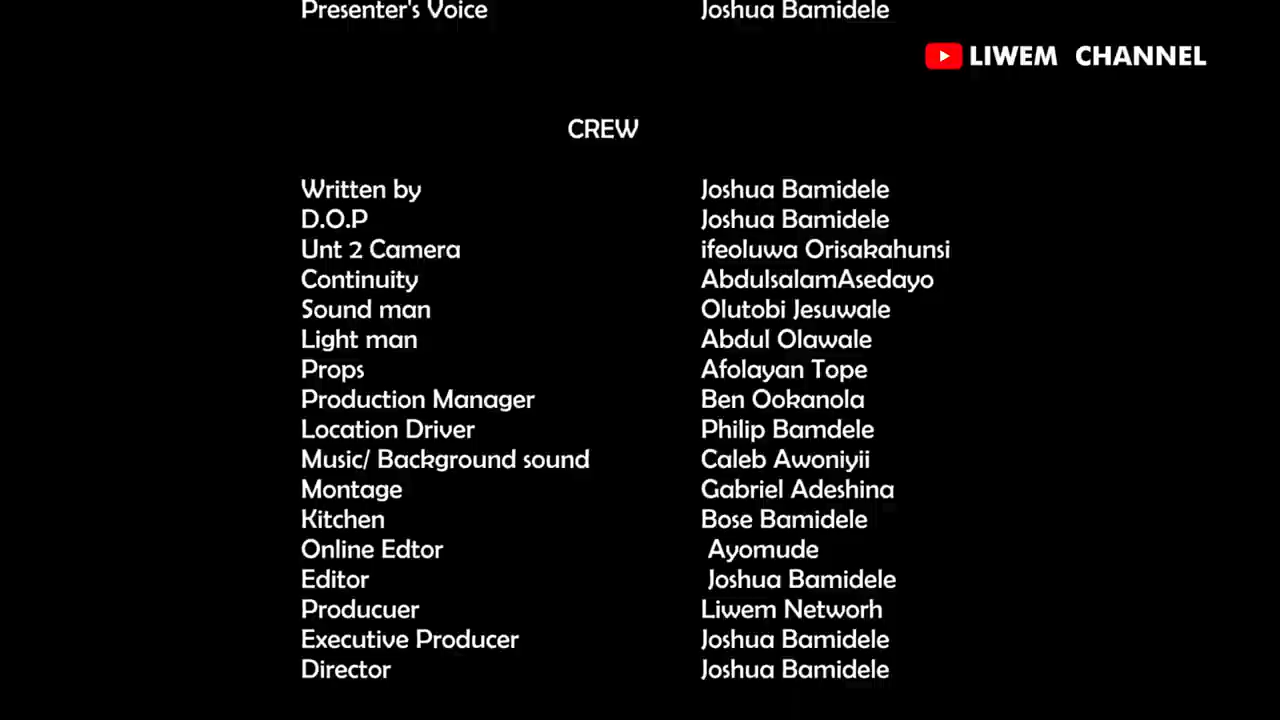 Presenter's Voice Joshua Bamidele
LIWEM CHANNEL
CREW
Written by Joshua Bamidele
D.O.P Joshua Bamidele
Unt 2 Camera ifeoluwa Orisakahunsi
Continuity AbdulsalamAsedayo
Sound man Olutobi Jesuwale
Light man Abdul Olawale
Props Afolayan Tope
Production Manager Ben Ookanola
Location Driver Philip Bamdele
Music/ Background sound Caleb Awoniyii
Montage Gabriel Adeshina
Kitchen Bose Bamidele
Online Edtor Ayomude
Editor Joshua Bamidele
Producuer Liwem Networh
Executive Producer Joshua Bamidele
Director Joshua Bamidele